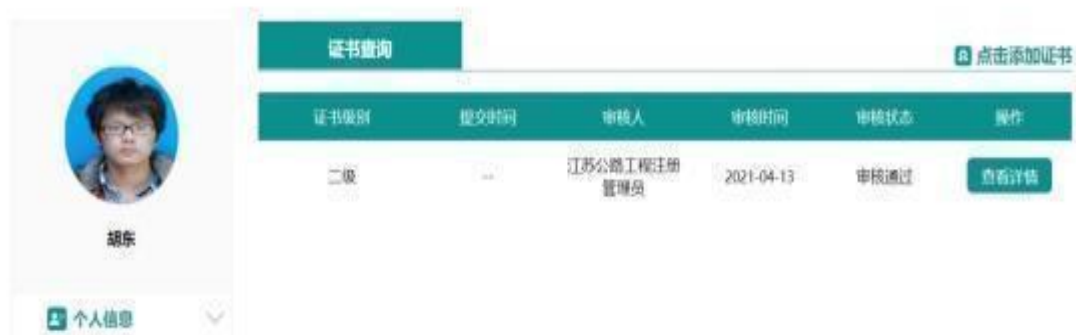 证书查询
点击添加证书
证书级别 提交时间 审核人 审核时间 审核状态 操作
二级 -- 江苏公路工程注册 2021-04-13 审核通过 查看详情
管理员
胡东
个人信息